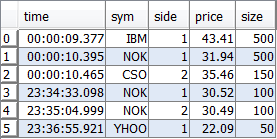 time sym side price size
0 00:00:09.377 IBM 1 43.41 500
1 00:00:10.395 NOK 1 31.94 500
2 00:00:10.465 CSO 2 35.46 150
3 23:34:33.098 NOK 1 30.52 100
4 23:35:04.999 NOK 2 30.49 100
5 23:36:55.921 YHOO 1 22.09 52